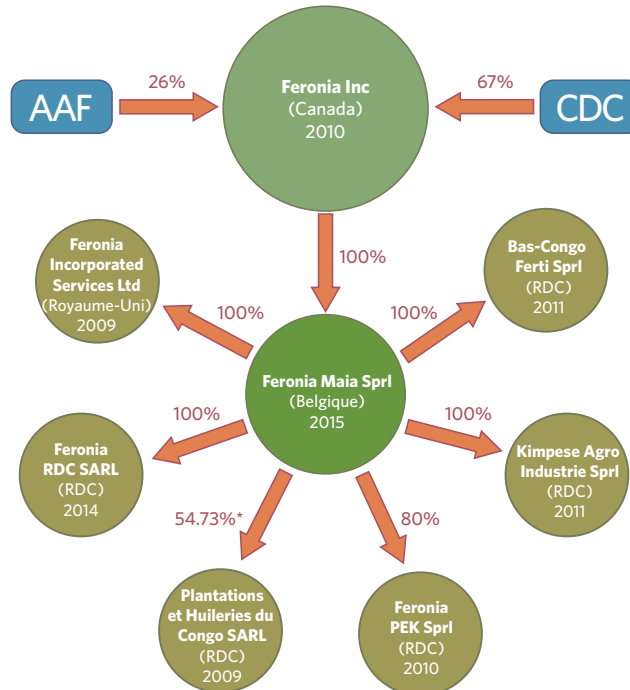 AAF
26%
Feronia Inc
(Canada)
2010
67%
CDC
100%
Feronia
Incorporated
Services Ltd
(Royaume-Uni)
2009
100%
Bas-Congo
Ferti Sprl
(RDC)
2011
100%
Feronia Maia Sprl
(Belgique)
2015
100%
Feronia
RDC SARL
(RDC)
2014
100%
Kimpese Agro
Industrie Sprl
(RDC)
2011
54.73%*
80%
Plantations
et Huileries du
Congo SARL
(RDC)
2009
Feronia
PEK Sprl
(RDC)
2010